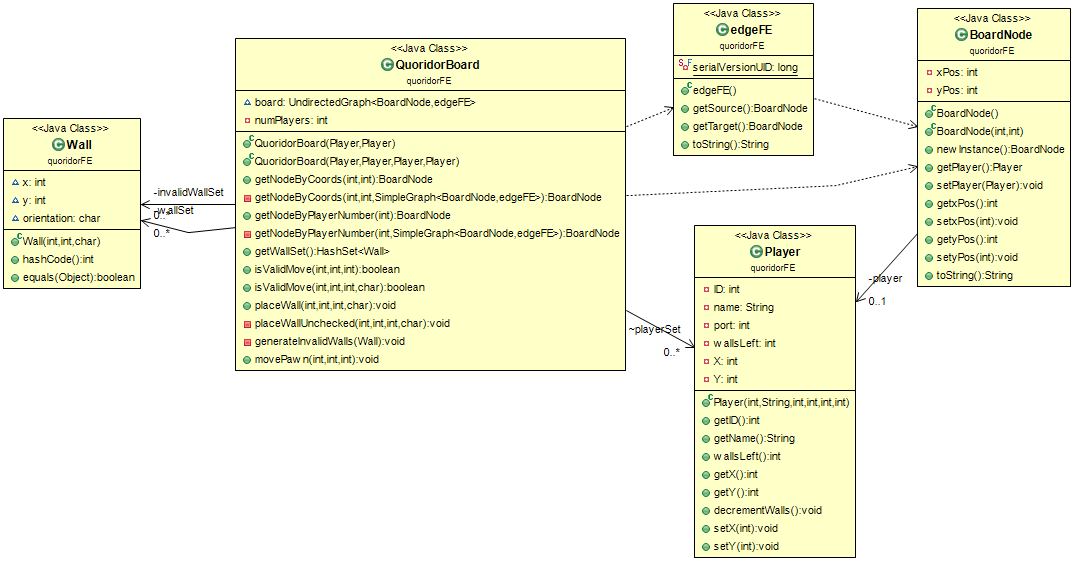 <<Java Class>>
Wall
quoridorFE
x: int
y: int
orientation: char
Wall(int,int,char)
hashCode():int
equals(Object):boolean
-invalidWallSet
0..*
-wallSet
0..*
<<Java Class>>
QuoridorBoard
quoridorFE
board: UndirectedGraph<BoardNode,edgeFE>
numPlayers: int
QuoridorBoard(Player,Player)
QuoridorBoard(Player,Player,Player,Player)
getNodeByCoords(int,int):BoardNode
getNodeByCoords(int,int,SimpleGraph<BoardNode,edgeFE>):BoardNode
getNodeByPlayerNumber(int):BoardNode
getNodeByPlayerNumber(int,SimpleGraph<BoardNode,edgeFE>):BoardNode
getWallSet():HashSet<Wall>
isValidMove(int,int,int):boolean
isValidMove(int,int,int,char):boolean
placeWall(int,int,int,char):void
placeWallUnchecked(int,int,int,char):void
generateInvalidWalls(Wall):void
movePawn(int,int,int):void
~playerSet
0..*
<<Java Class>>
edgeFE
quoridorFE
serialVersionUID: long
edgeFE()
getSource():BoardNode
getTarget():BoardNode
toString():String
<<Java Class>>
Player
quoridorFE
ID: int
name: String
port: int
wallsLeft: int
X: int
Y: int
Player(int,String,int,int,int,int)
getID():int
getName():String
wallsLeft():int
getX():int
getY():int
decrementWalls():void
setX(int):void
setY(int):void
<<Java Class>>
BoardNode
quoridorFE
xPos: int
yPos: int
BoardNode()
BoardNode(int,int)
newInstance():BoardNode
getPlayer():Player
setPlayer(Player):void
getxPos():int
setxPos(int):void
getyPos():int
setyPos(int):void
toString():String
-player
0..1